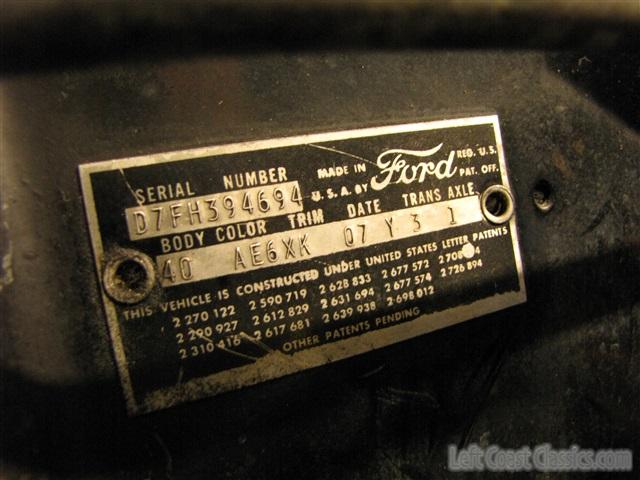 SERIAL NUMBER MADE IN Ford REG. U.S.
D7FH394694 U.S.A. BY PAT. OFF.
BODY COLOR TRIM DATE TRANS AXLE
40 AE6XK 07 Y 3 1
THIS VEHICLE IS CONSTRUCTED UNDER UNITED STATES LETTER PATENTS
2 270 122 2 590 719 2 628 833 2 677 572
2 290 927 2 612 829 2 631 694 2 677 574 2 726 894
2 310 416 2 617 681 2 639 938 2 698 012
OTHER PATENTS PENDING
Left Coast Classics.com